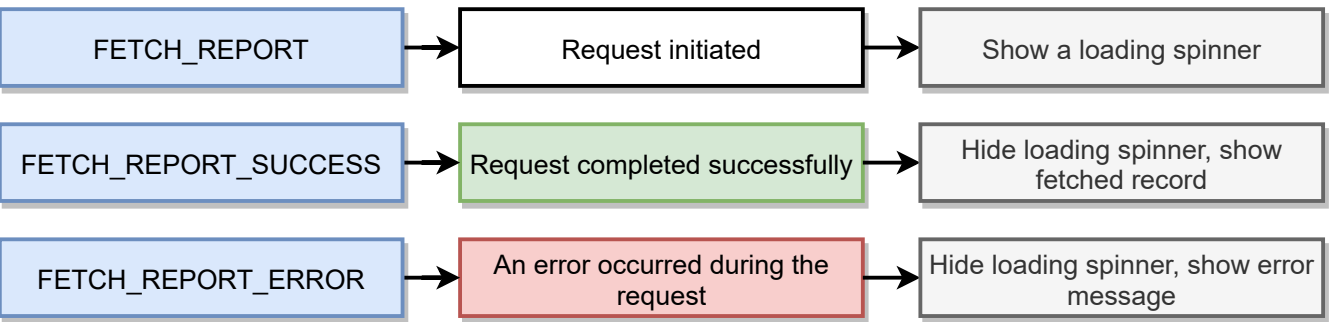 FETCH_REPORT
Request initiated
Show a loading spinner
FETCH_REPORT_SUCCESS
Request completed successfully
Hide loading spinner, show
fetched record
FETCH_REPORT_ERROR
An error occurred during the
request
Hide loading spinner, show error
message